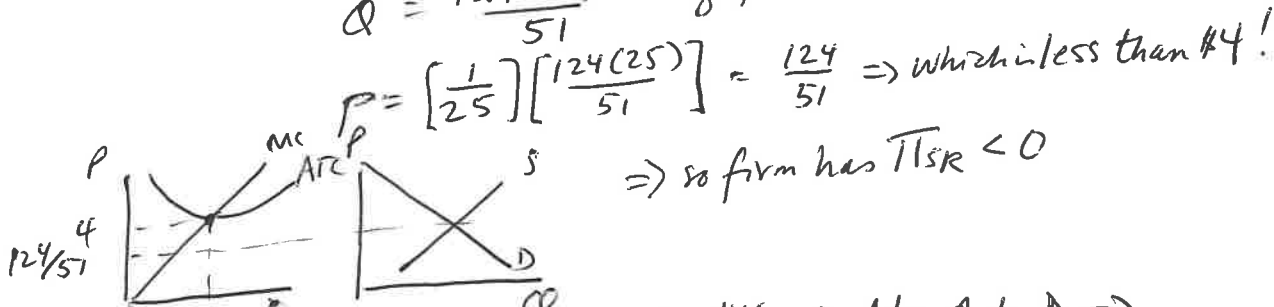 Q = 51
P = [1/25] [124(25)/51] = 124/51 => which is less than $4!
=> so firm has πSR < 0
P MC ATC P S
4
124/51
D